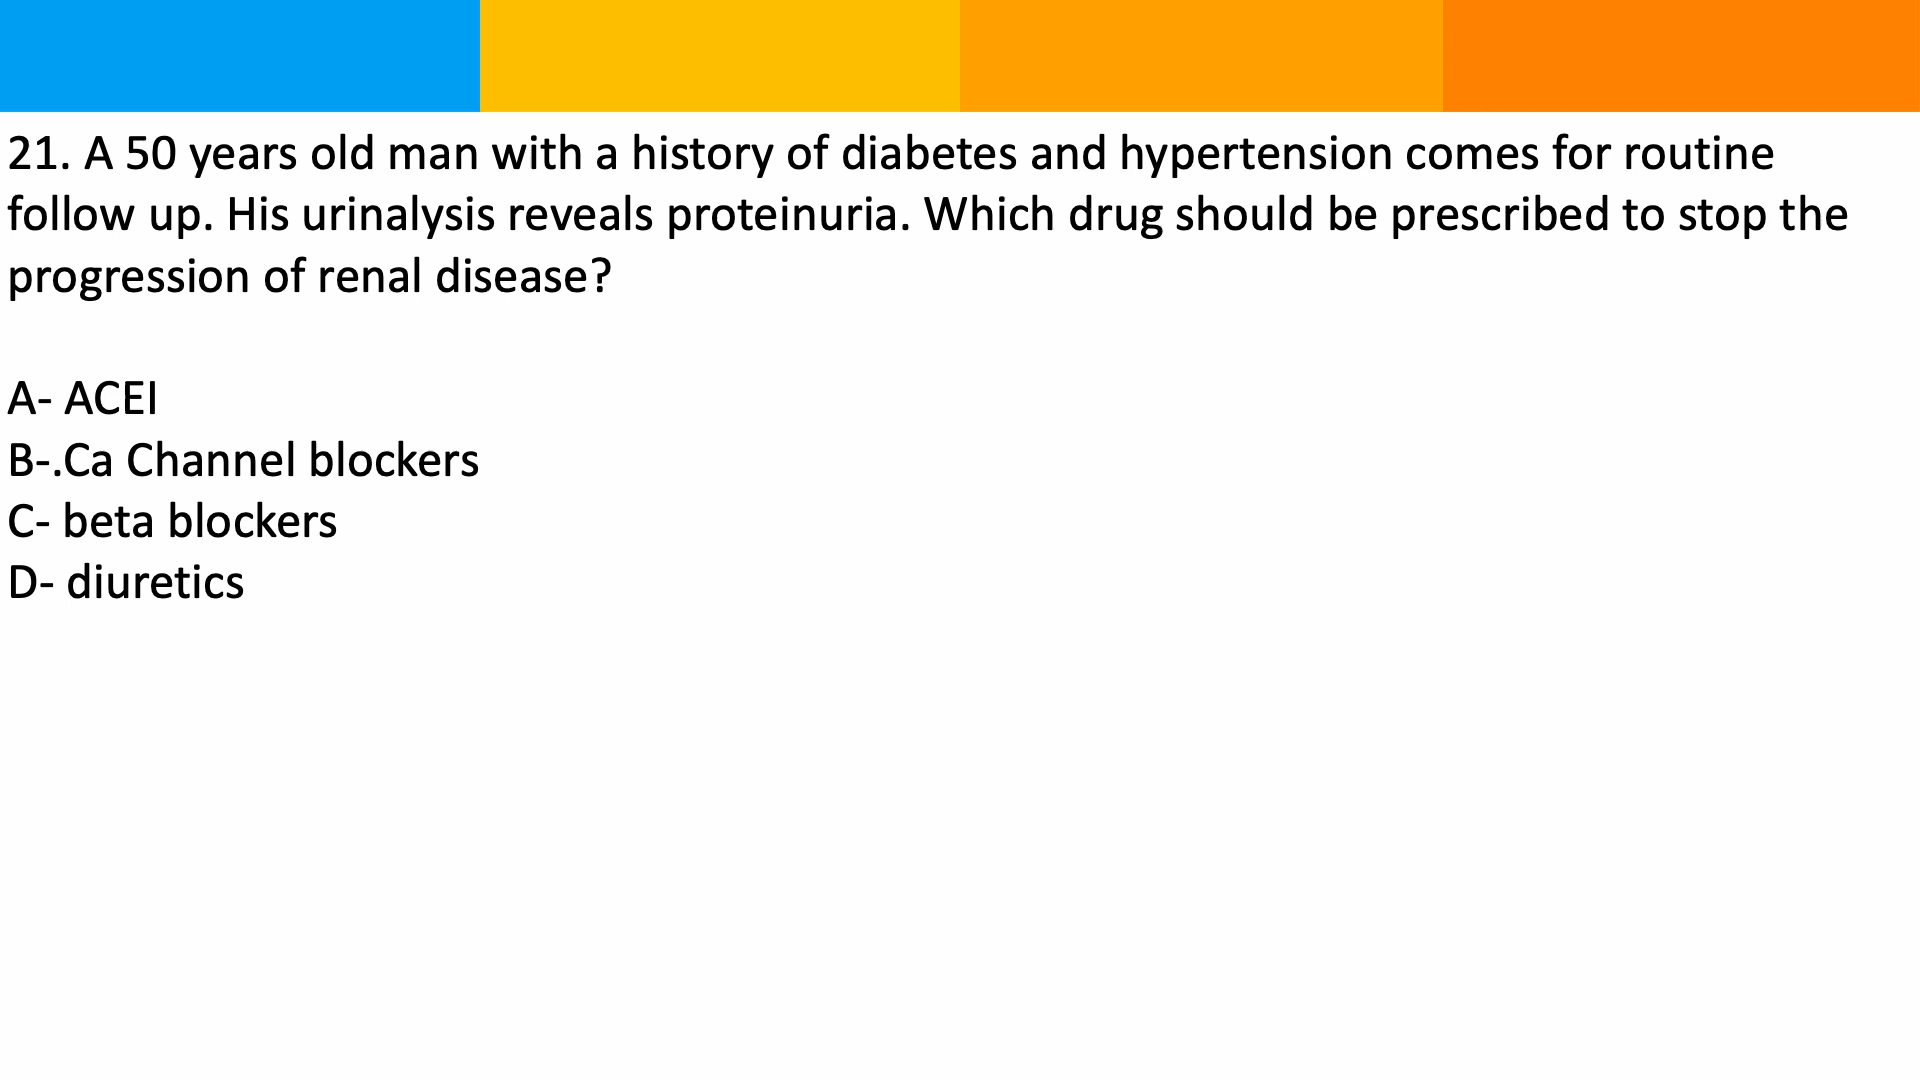 21. A 50 years old man with a history of diabetes and hypertension comes for routine
follow up. His urinalysis reveals proteinuria. Which drug should be prescribed to stop the
progression of renal disease?
A- ACEI
B-.Ca Channel blockers
C- beta blockers
D- diuretics